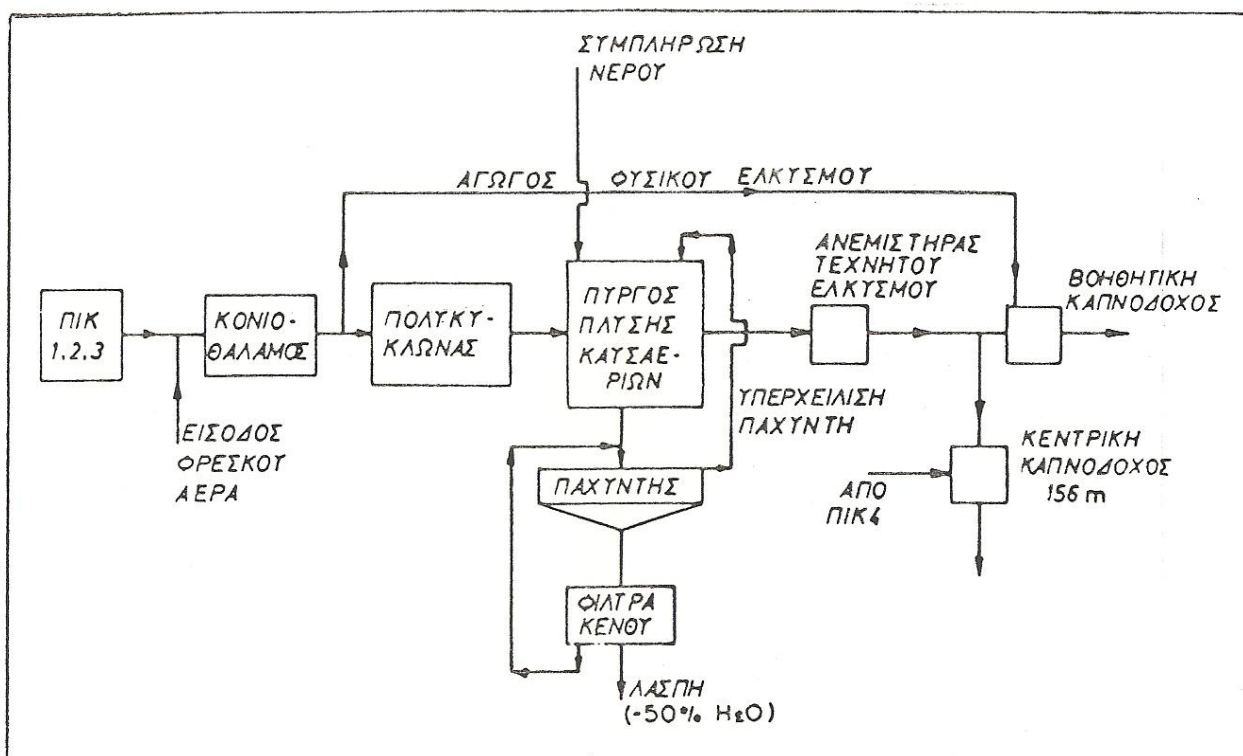 ΣΥΜΠΛΗΡΩΣΗ
ΝΕΡΟΥ
ΑΓΩΓΟΣ ΦΥΣΙΚΟΥ ΕΛΚΥΣΜΟΥ
ΠΙΚ
1.2.3
ΚΟΝΙΟ-
ΘΑΛΑΜΟΣ
ΠΟΛΥΚΥ-
ΚΛΩΝΑΣ
ΠΥΡΓΟΣ
ΠΛΥΣΗΣ
ΚΑΥΣΑΕ-
ΡΙΩΝ
ΑΝΕΜΙΣΤΗΡΑΣ
ΤΕΧΝΗΤΟΥ
ΕΛΚΥΣΜΟΥ
ΒΟΗΘΗΤΙΚΗ
ΚΑΠΝΟΔΟΧΟΣ
ΕΙΣΟΔΟΣ
ΦΡΕΣΚΟΥ
ΑΕΡΑ
ΥΠΕΡΧΕΙΛΙΣΗ
ΠΑΧΥΝΤΗ
ΠΑΧΥΝΤΗΣ
ΑΠΟ
ΠΙΚ4
ΚΕΝΤΡΙΚΗ
ΚΑΠΝΟΔΟΧΟΣ
156 m
ΦΙΛΤΡΑ
ΚΕΝΘΥ
ΛΑΣΠΗ
(-50% H₂O)